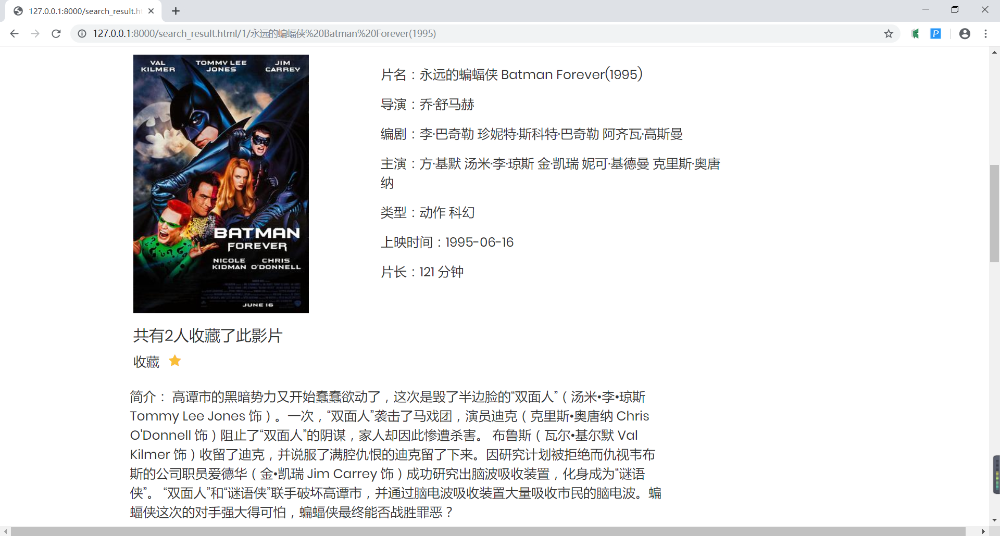 127.0.0.1:8000/search_result.ht
127.0.0.1:8000/search_result.html/1/永远的蝙蝠侠%20Batman%20Forever(1995)
P
VAL KILMER
TOMMY LEE JONES
JIM CARREY
BATMAN
FOREVER
NICOLE KIDMAN
CHRIS O'DONNELL
JUNE 16
片名：永远的蝙蝠侠 Batman Forever(1995)
导演：乔·舒马赫
编剧：李·巴奇勒 珍妮特·斯科特·巴奇勒 阿齐瓦·高斯曼
主演：方·基默 汤米·李·琼斯 金·凯瑞 妮可·基德曼 克里斯·奥唐
纳
类型：动作 科幻
上映时间：1995-06-16
片长：121 分钟
共有2人收藏了此影片
收藏
简介： 高谭市的黑暗势力又开始蠢蠢欲动了，这次是毁了半边脸的“双面人”（汤米•李•琼斯
Tommy Lee Jones 饰）。一次，“双面人”袭击了马戏团，演员迪克（克里斯•奥唐纳 Chris
O'Donnell 饰）阻止了“双面人”的阴谋，家人却因此惨遭杀害。 布鲁斯（瓦尔•基尔默 Val
Kilmer 饰）收留了迪克，并说服了满腔仇恨的迪克留了下来。因研究计划被拒绝而仇视韦布
斯的公司职员爱德华（金•凯瑞 Jim Carrey 饰）成功研究出脑波吸收装置，化身成为“谜语
侠”。 “双面人”和“谜语侠”联手破坏高谭市，并通过脑电波吸收装置大量吸收市民的脑电波。蝙
蝠侠这次的对手强大得可怕，蝙蝠侠最终能否战胜罪恶？